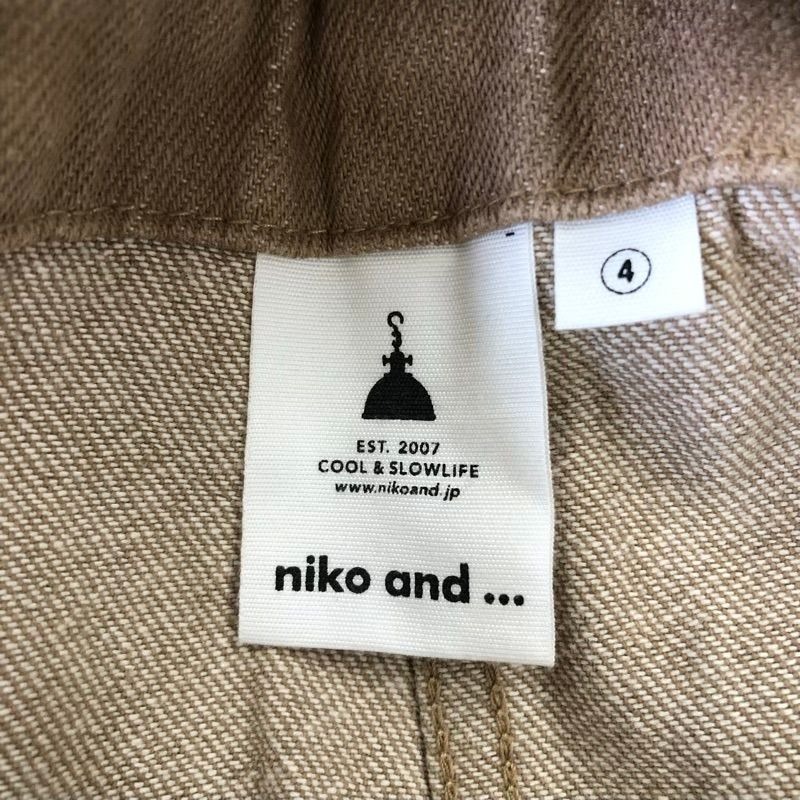 4
EST. 2007
COOL & SLOWLIFE
www.nikoand.jp
niko and ...